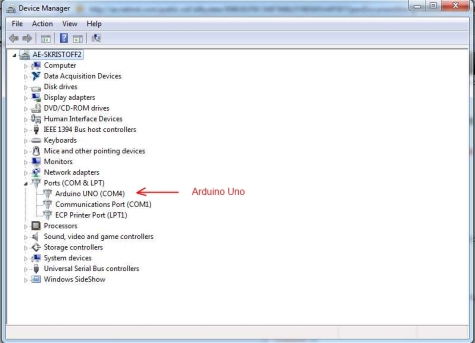 Device Manager
File Action View Help
AE-SKRISTOFF2
Computer
Data Acquisition Devices
Disk drives
Display adapters
DVD/CD-ROM drives
Human Interface Devices
IEEE 1394 Bus host controllers
Keyboards
Mice and other pointing devices
Monitors
Network adapters
Ports (COM & LPT)
Arduino UNO (COM4) Arduino Uno
Communications Port (COM1)
ECP Printer Port (LPT1)
Processors
Sound, video and game controllers
Storage controllers
System devices
Universal Serial Bus controllers
Windows SideShow